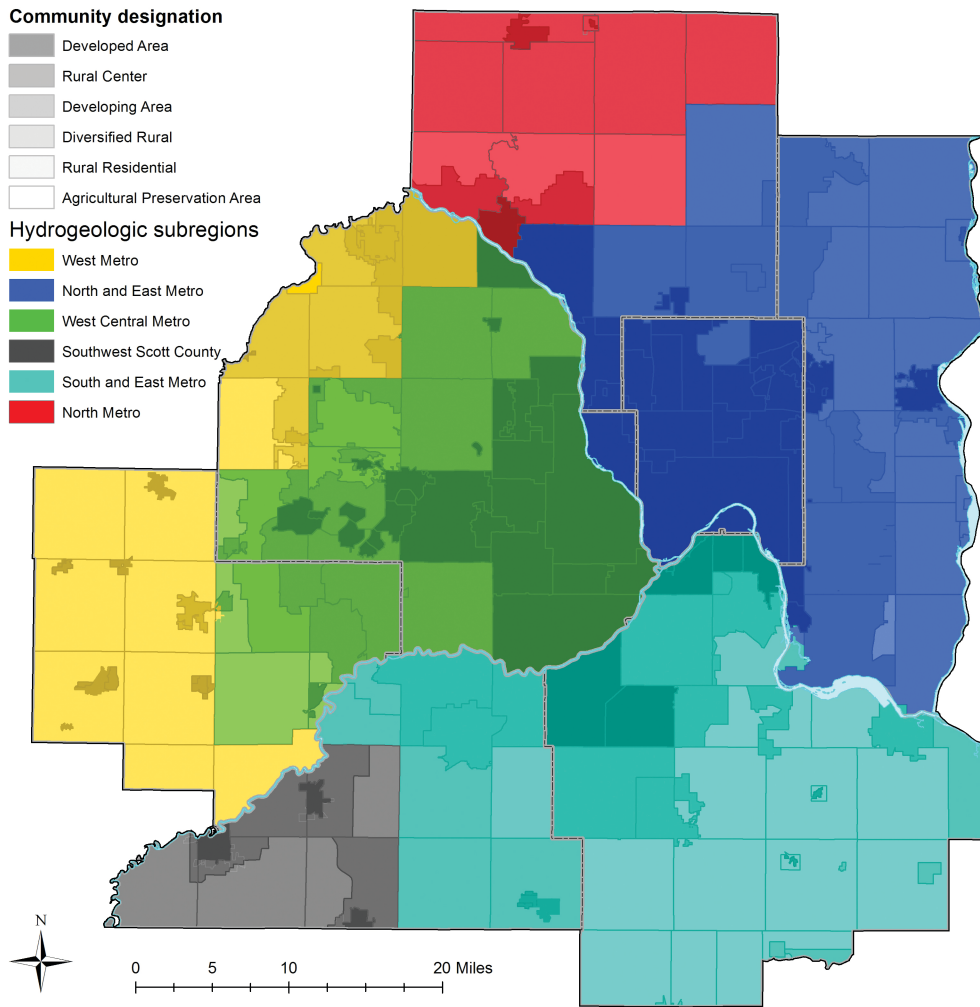 Community designation
Developed Area
Rural Center
Developing Area
Diversified Rural
Rural Residential
Agricultural Preservation Area
Hydrogeologic subregions
West Metro
North and East Metro
West Central Metro
Southwest Scott County
South and East Metro
North Metro
N
0 5 10 20 Miles